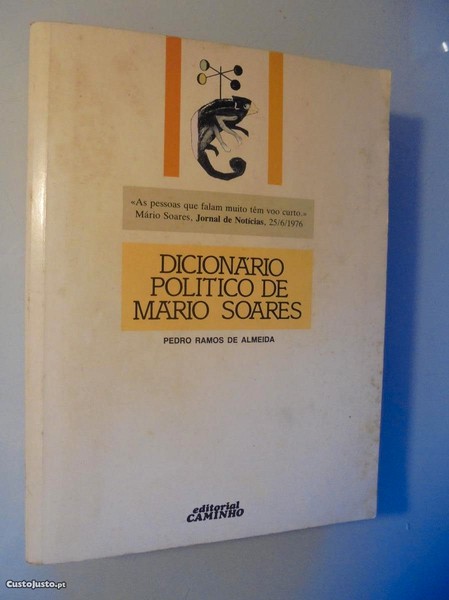 «As pessoas que falam muito têm voo curto.»
Mário Soares, Jornal de Notícias, 25/6/1976
DICIONÁRIO
POLITICO DE
MÁRIO SOARES
PEDRO RAMOS DE ALMEIDA
editorial
CAMINHO
CustoJusto.pt